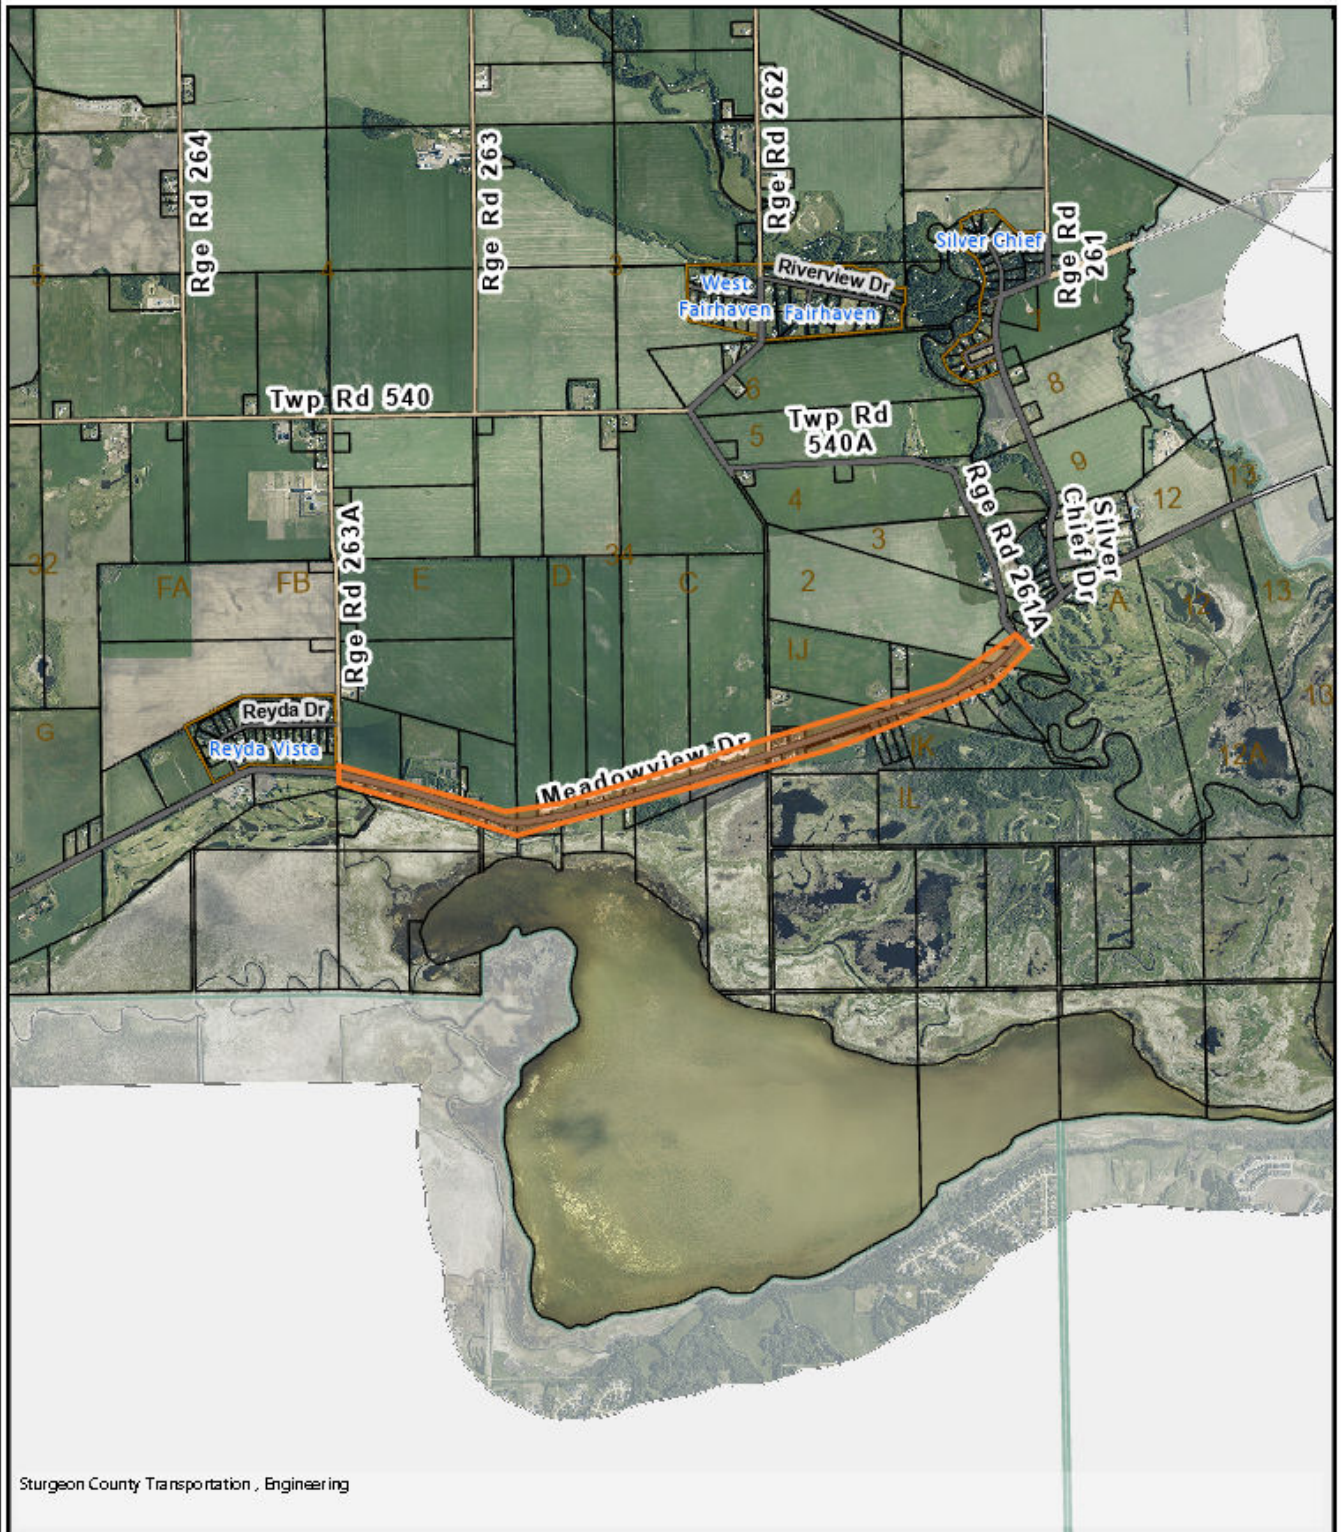 Rge Rd 264
Rge Rd 263
Rge Rd 262
Rge Rd
261
Silver Chief
Riverview Dr
West
Fairhaven
Fairhaven
5
4
3
Twp Rd 540
6
5
Twp Rd
540A
8
9
4
3
12
13
Rge Rd 261A
Silver
Chief Dr
32
FA
FB
Rge Rd 263A
E
D
34
C
2
A
12
13
IJ
10
G
Reyda Dr
Reyda Vista
Meadowview Dr
IK
12A
IL
Sturgeon County Transportation , Engineering